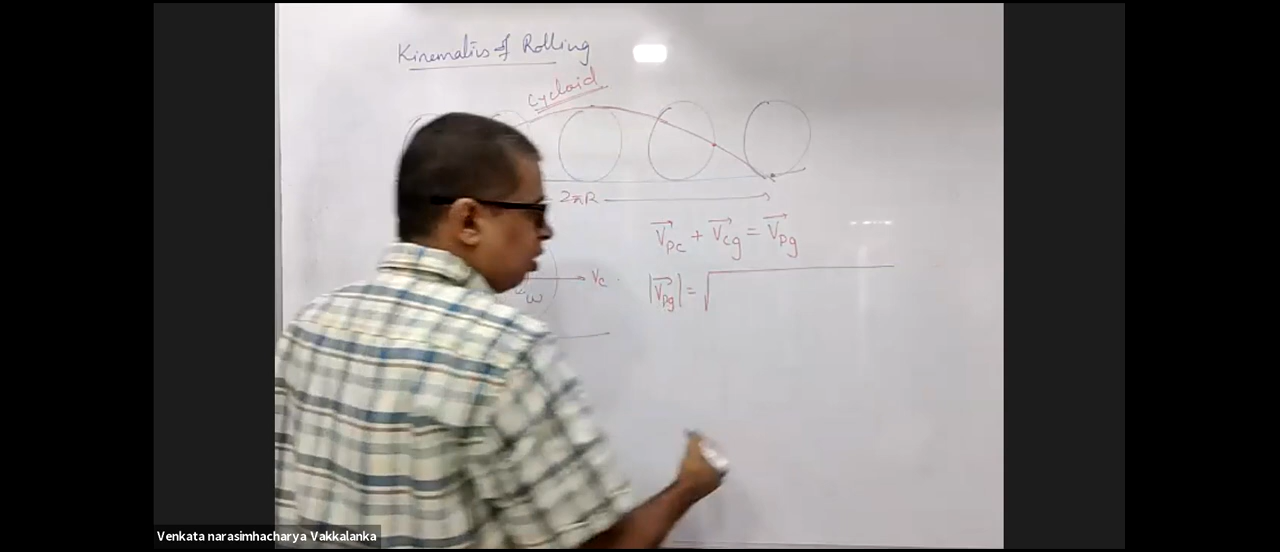 Kinematics of Rolling
cycloid
2πR
V⃗pc + V⃗cg = V⃗pg
Vc
ω
|V⃗pg| = √
Venkata narasimhacharya Vakkalanka